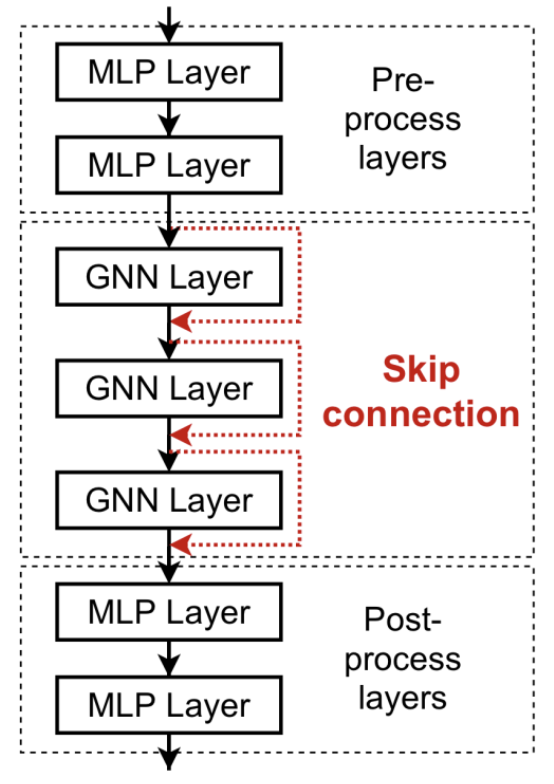 MLP Layer
Pre-
process
layers
MLP Layer
GNN Layer
GNN Layer
Skip
connection
GNN Layer
MLP Layer
Post-
process
layers
MLP Layer